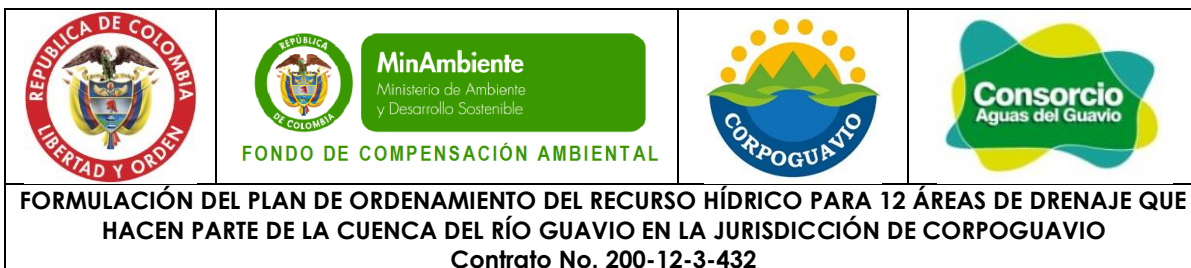 REPUBLICA DE COLOMBIA
LIBERTAD Y ORDEN
REPÚBLICA
DE COLOMBIA
MinAmbiente
Ministerio de Ambiente
y Desarrollo Sostenible
FONDO DE COMPENSACIÓN AMBIENTAL
CORPOGUAVIO
Consorcio
Aguas del Guavio
FORMULACIÓN DEL PLAN DE ORDENAMIENTO DEL RECURSO HÍDRICO PARA 12 ÁREAS DE DRENAJE QUE
HACEN PARTE DE LA CUENCA DEL RÍO GUAVIO EN LA JURISDICCIÓN DE CORPOGUAVIO
Contrato No. 200-12-3-432